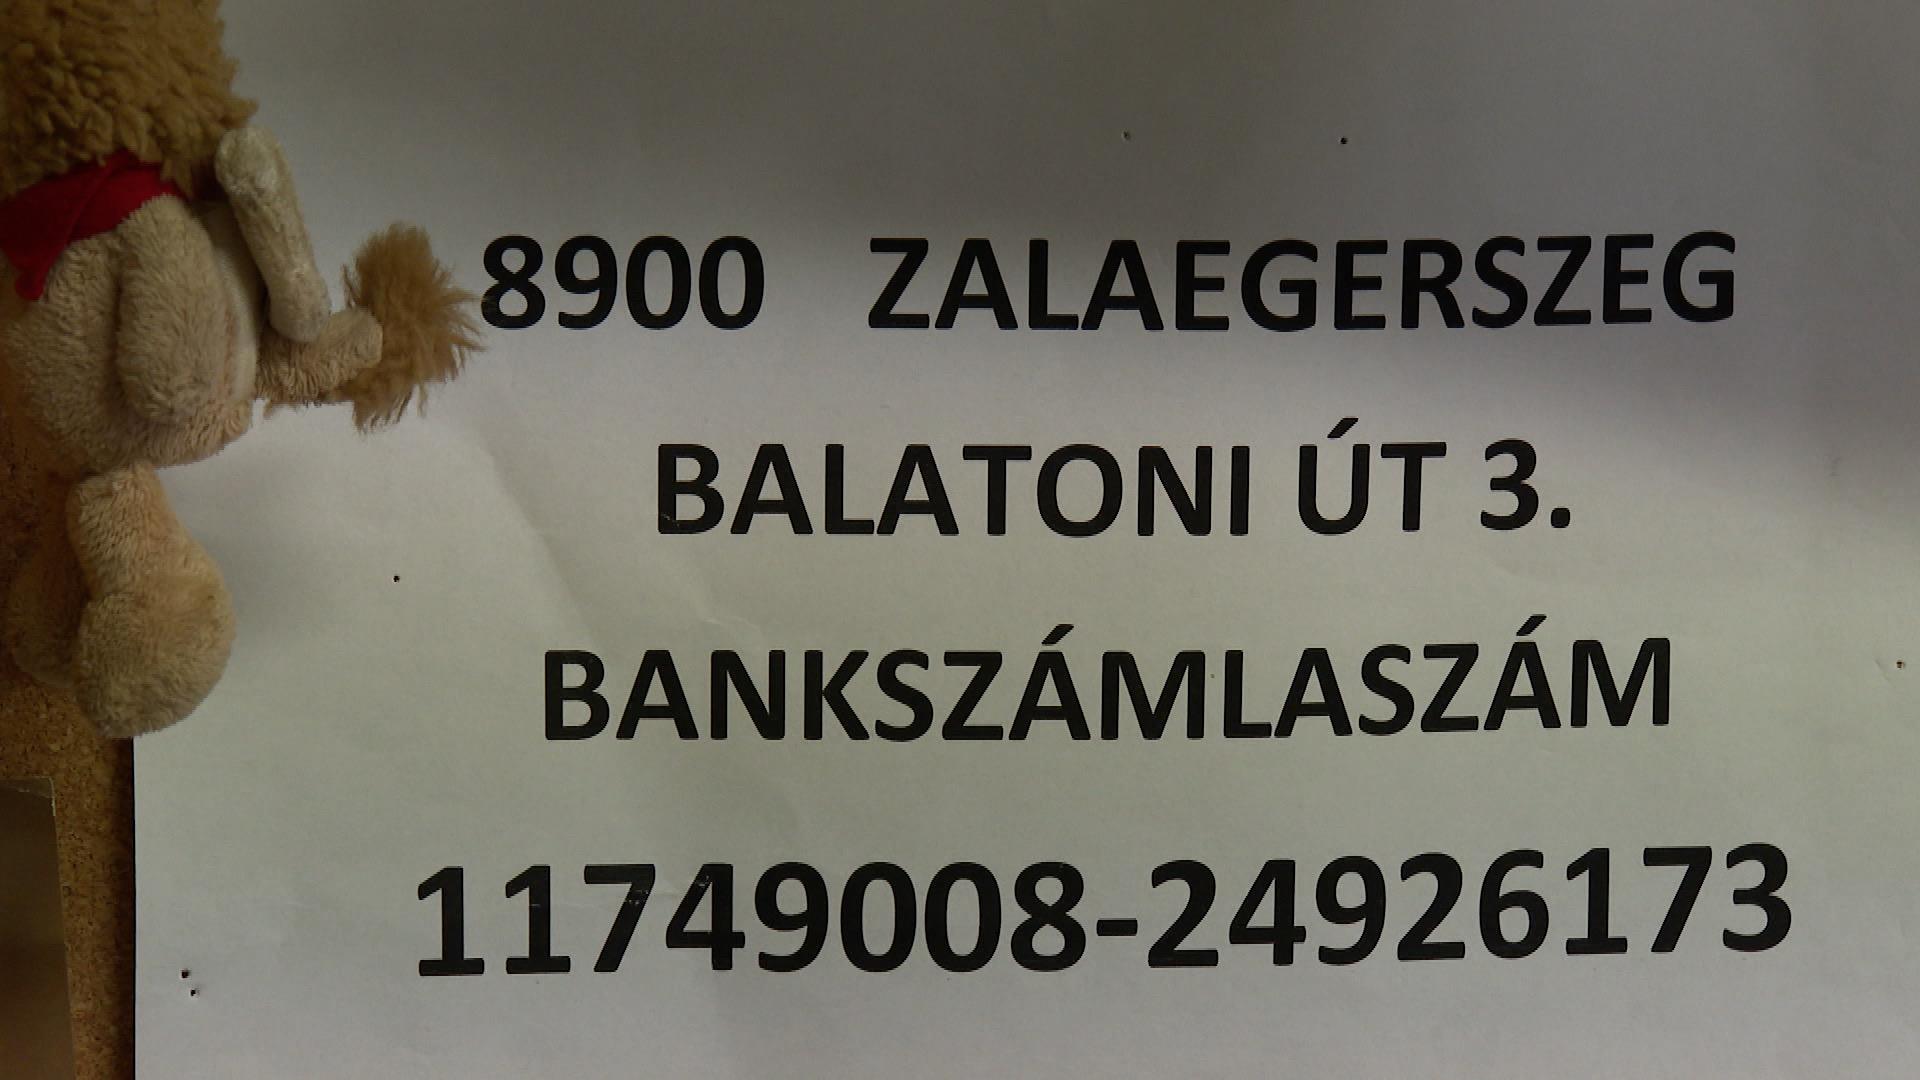 8900 ZALAEGERSZEG
BALATONI ÚT 3.
BANKSZÁMLASZÁM
11749008-24926173